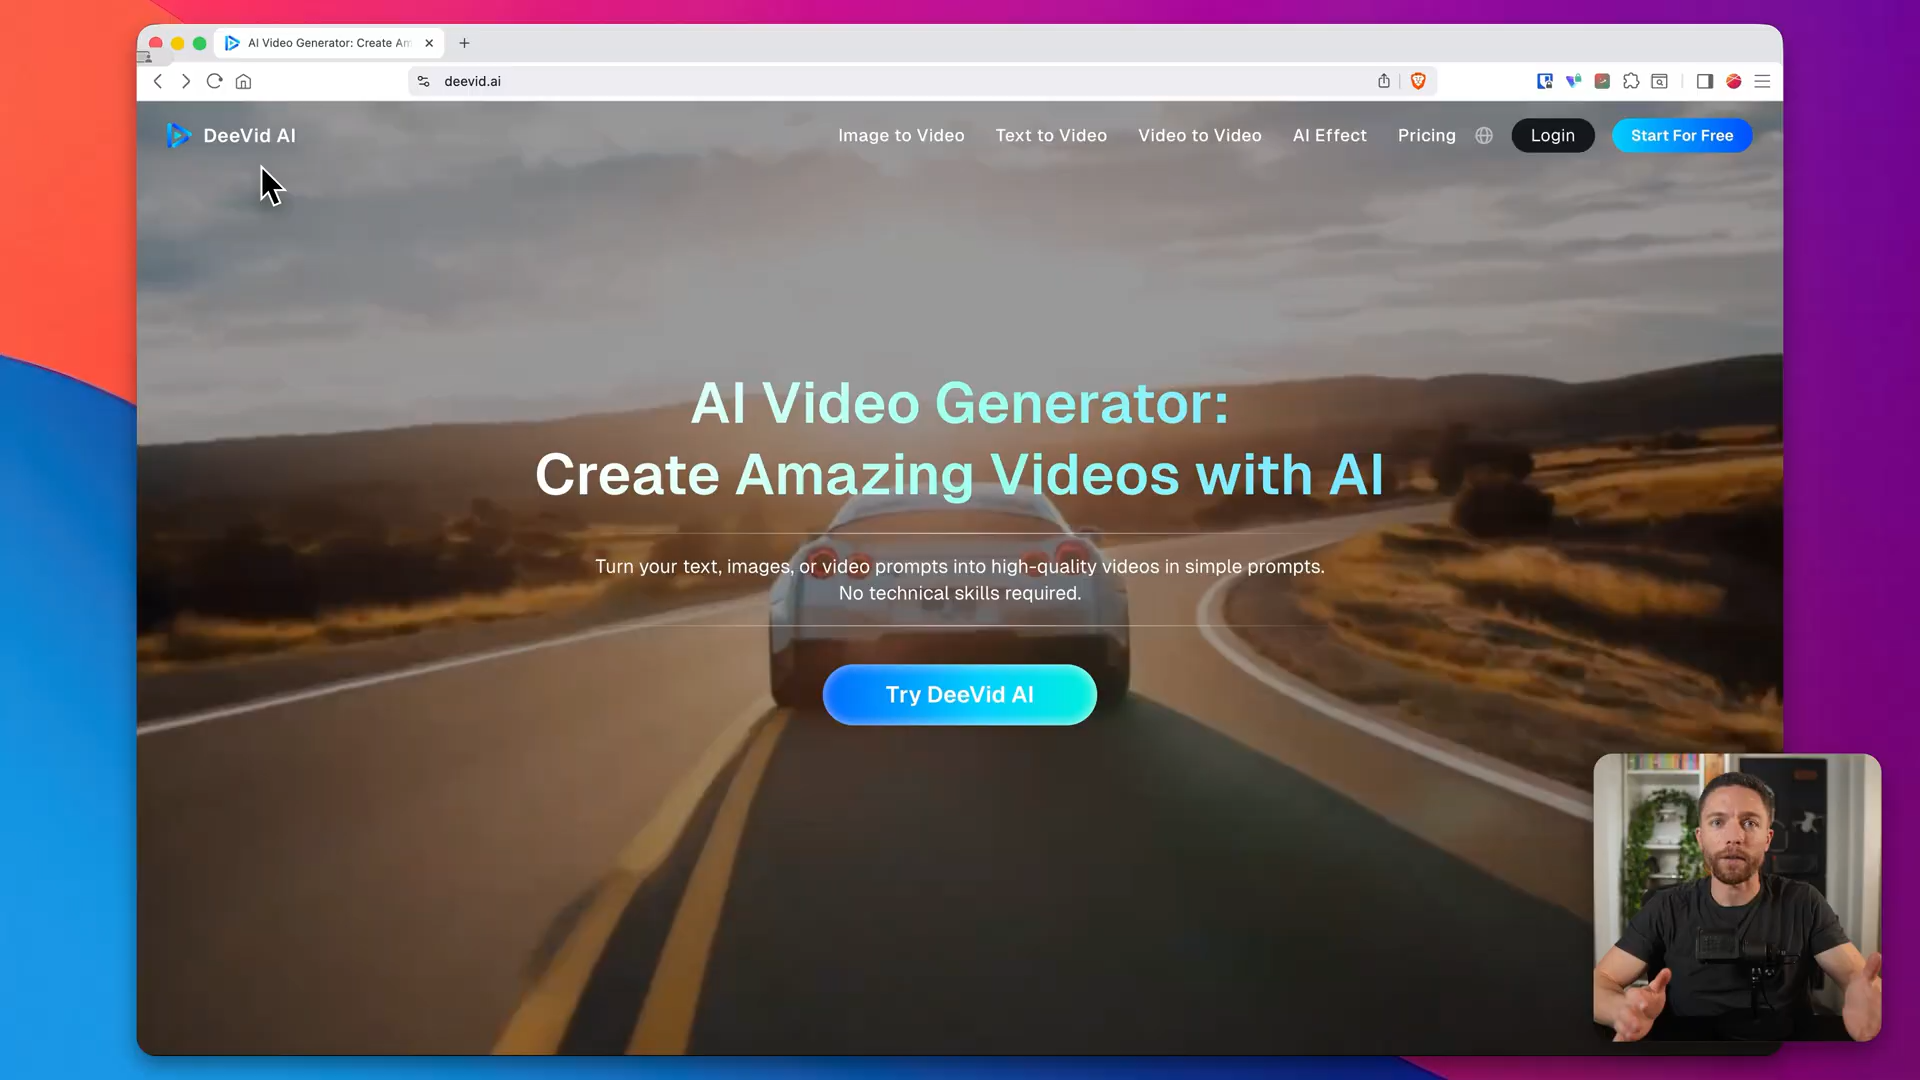 AI Video Generator: Create Am
deevid.ai
DeeVid AI
Image to Video
Text to Video
Video to Video
AI Effect
Pricing
Login
Start For Free
AI Video Generator:
Create Amazing Videos with AI
Turn your text, images, or video prompts into high-quality videos in simple prompts.
No technical skills required.
Try DeeVid AI